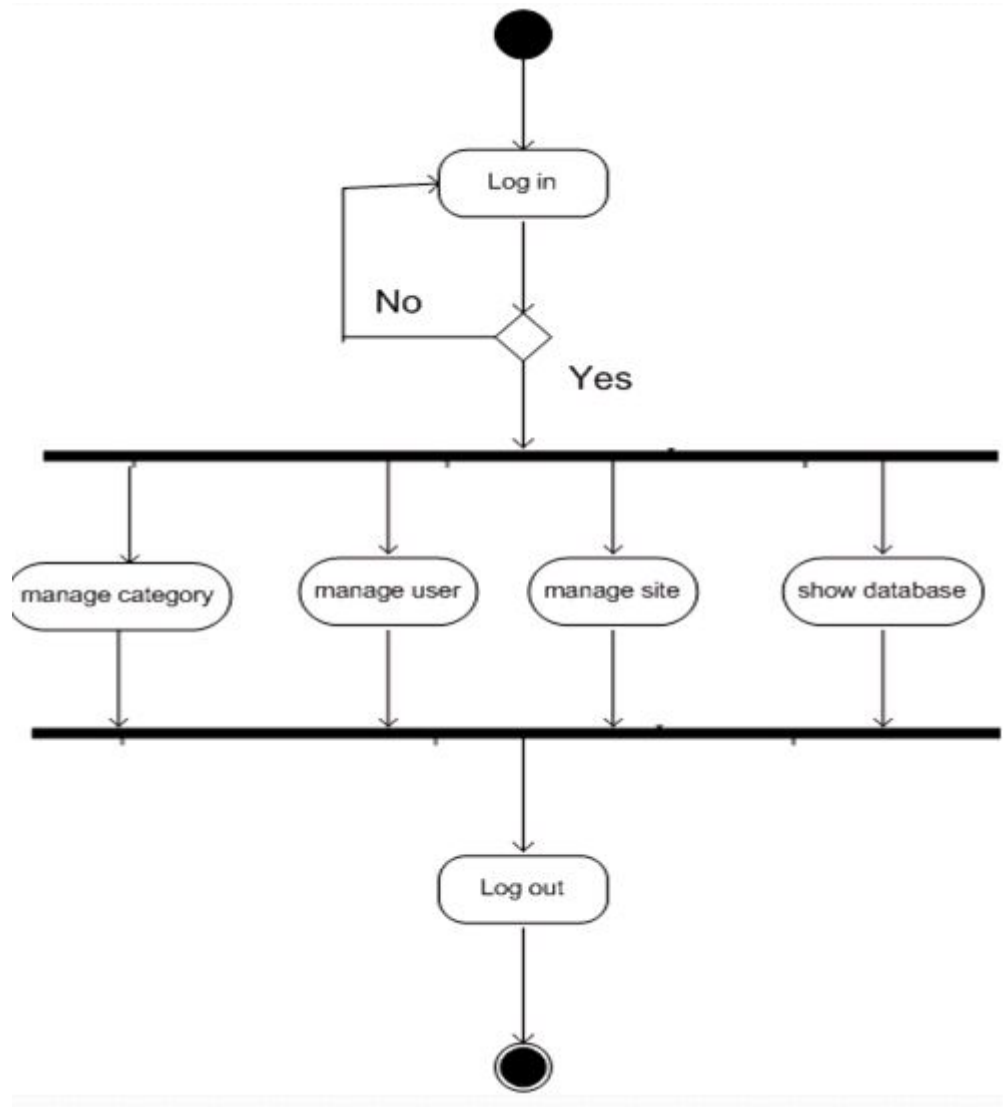 Log in
No
Yes
manage category
manage user
manage site
show database
Log out